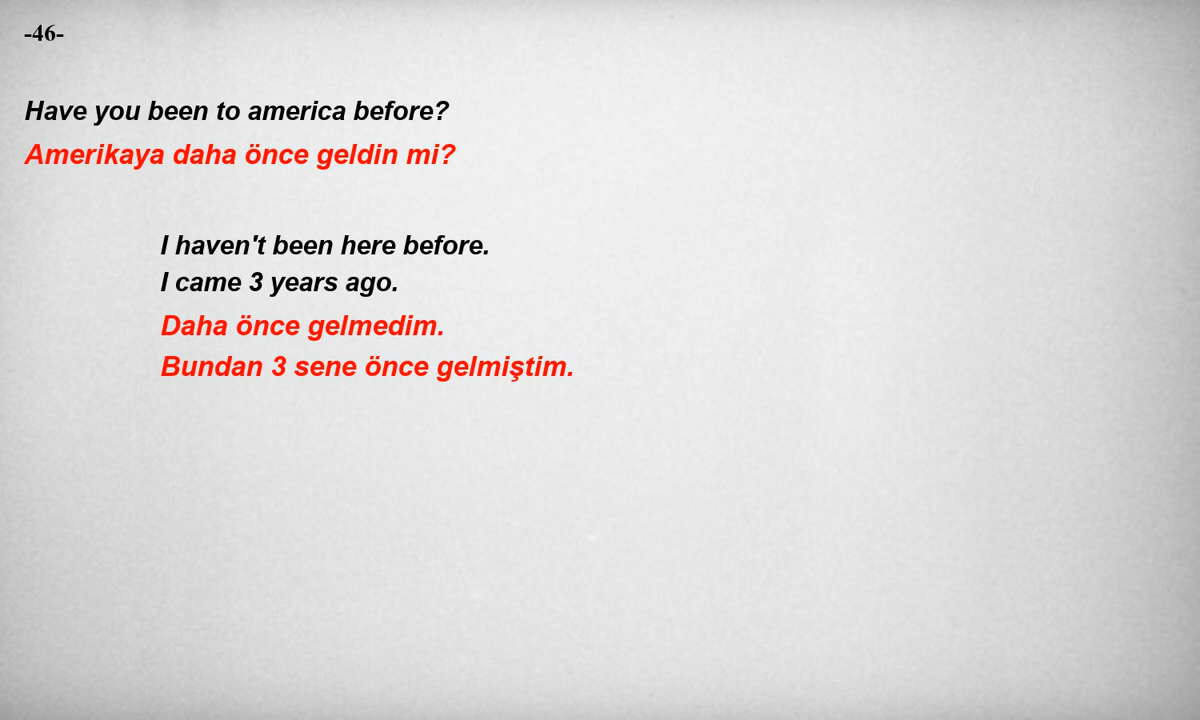 -46-
Have you been to america before?
Amerikaya daha önce geldin mi?
I haven't been here before.
I came 3 years ago.
Daha önce gelmedim.
Bundan 3 sene önce gelmiştim.